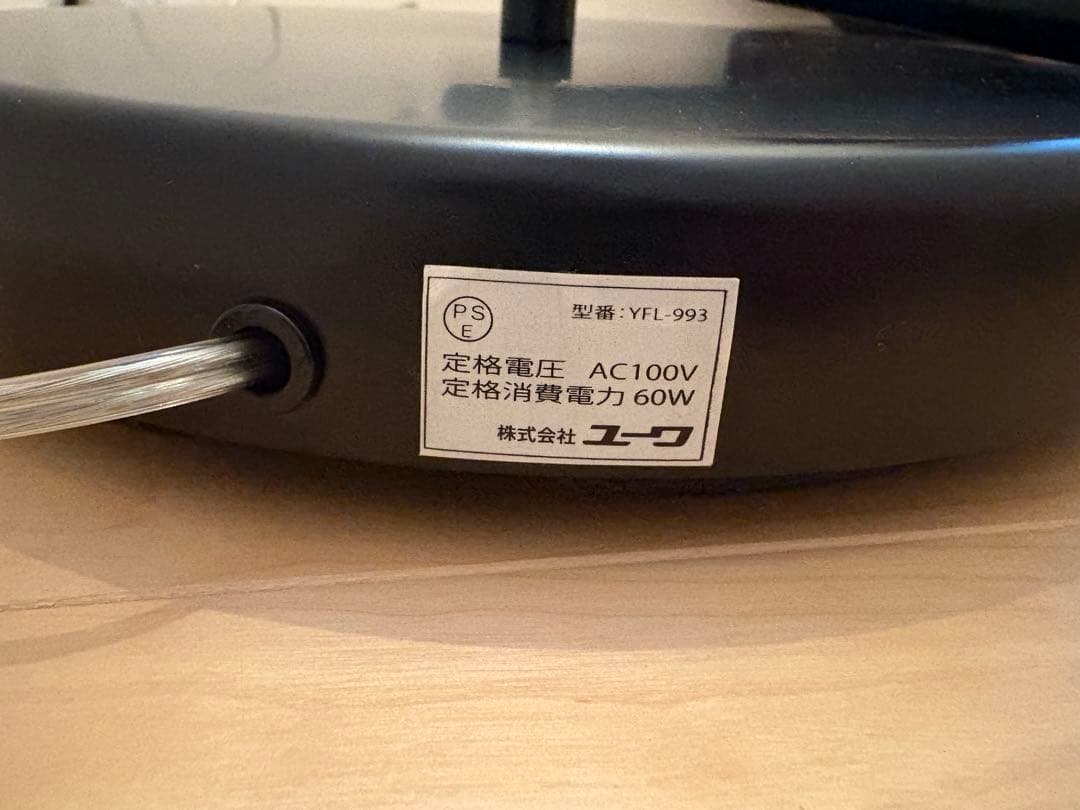 PS
E
型番:YFL-993
定格電圧 AC100V
定格消費電力 60W
株式会社 ユーワ